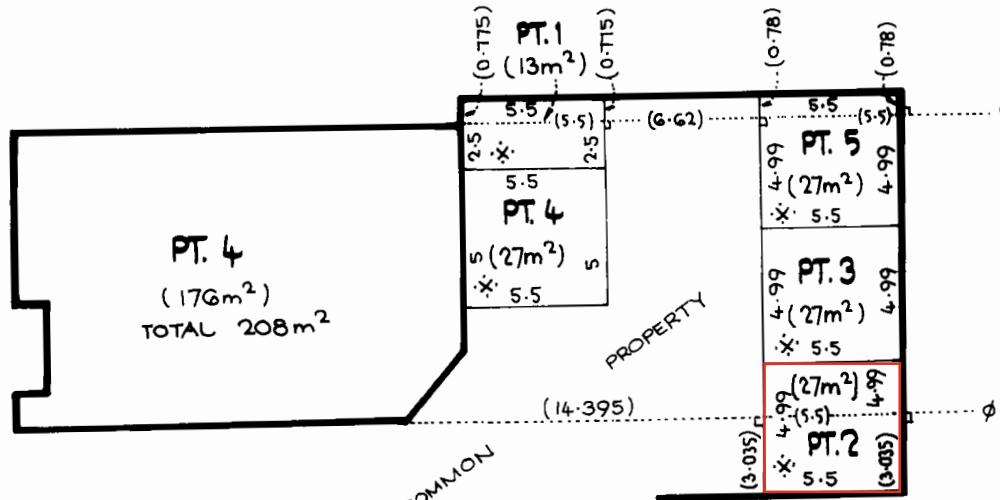 (0.775)
PT.1
(13m²)
(0.775)
(0.78)
(0.78)
5.5
(5.5)
2.5
2.5
(6.62)
5.5
(5.5)
PT. 5
4.99
(27m²)
4.99
5.5
5.5
PT. 4
5
(27m²)
5
5.5
PT. 4
(176m²)
TOTAL 208m²
PT. 3
4.99
(27m²)
4.99
5.5
PROPERTY
(27m²)
4.99
4.99
(5.5)
PT.2
(3.035)
(3.035)
5.5
(14.395)
COMMON
ø